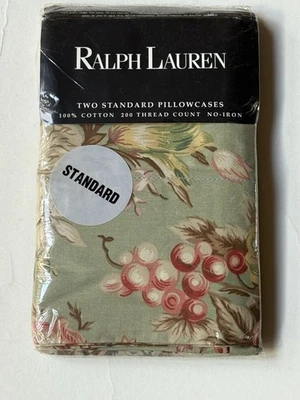 RALPH LAUREN
TWO STANDARD PILLOWCASES
100% COTTON 200 THREAD COUNT NO-IRON
STANDARD